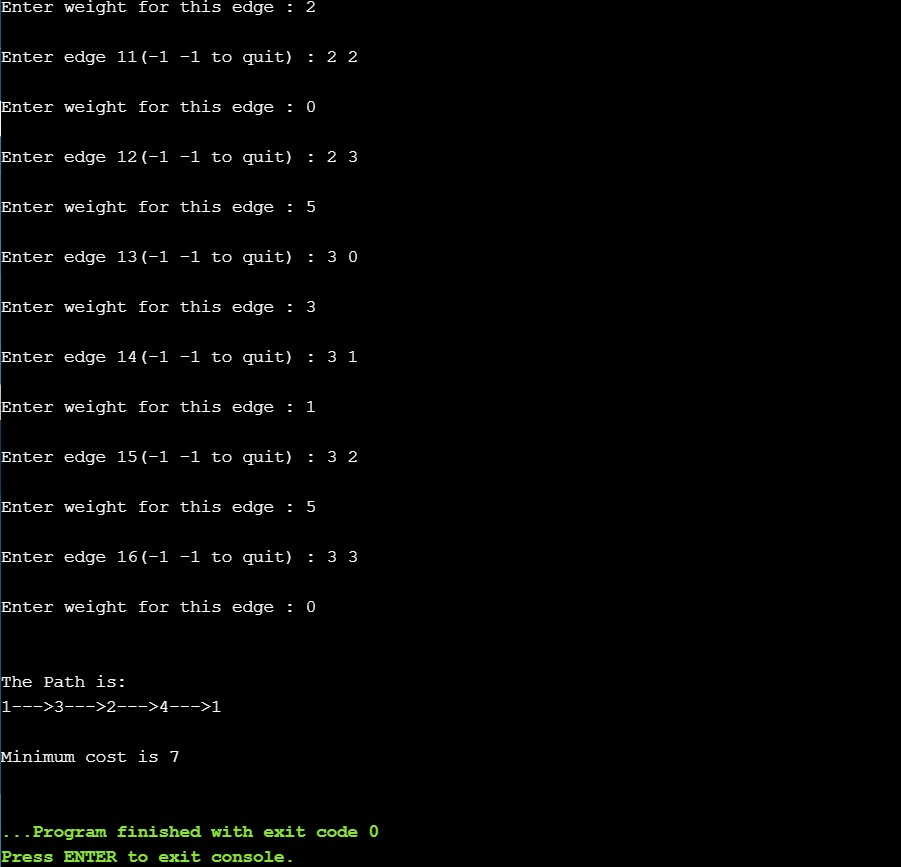 Enter weight for this edge : 2
Enter edge 11(-1 -1 to quit) : 2 2
Enter weight for this edge : 0
Enter edge 12(-1 -1 to quit) : 2 3
Enter weight for this edge : 5
Enter edge 13(-1 -1 to quit) : 3 0
Enter weight for this edge : 3
Enter edge 14(-1 -1 to quit) : 3 1
Enter weight for this edge : 1
Enter edge 15(-1 -1 to quit) : 3 2
Enter weight for this edge : 5
Enter edge 16(-1 -1 to quit) : 3 3
Enter weight for this edge : 0
The Path is:
1--->3--->2--->4--->1
Minimum cost is 7
...Program finished with exit code 0
Press ENTER to exit console.